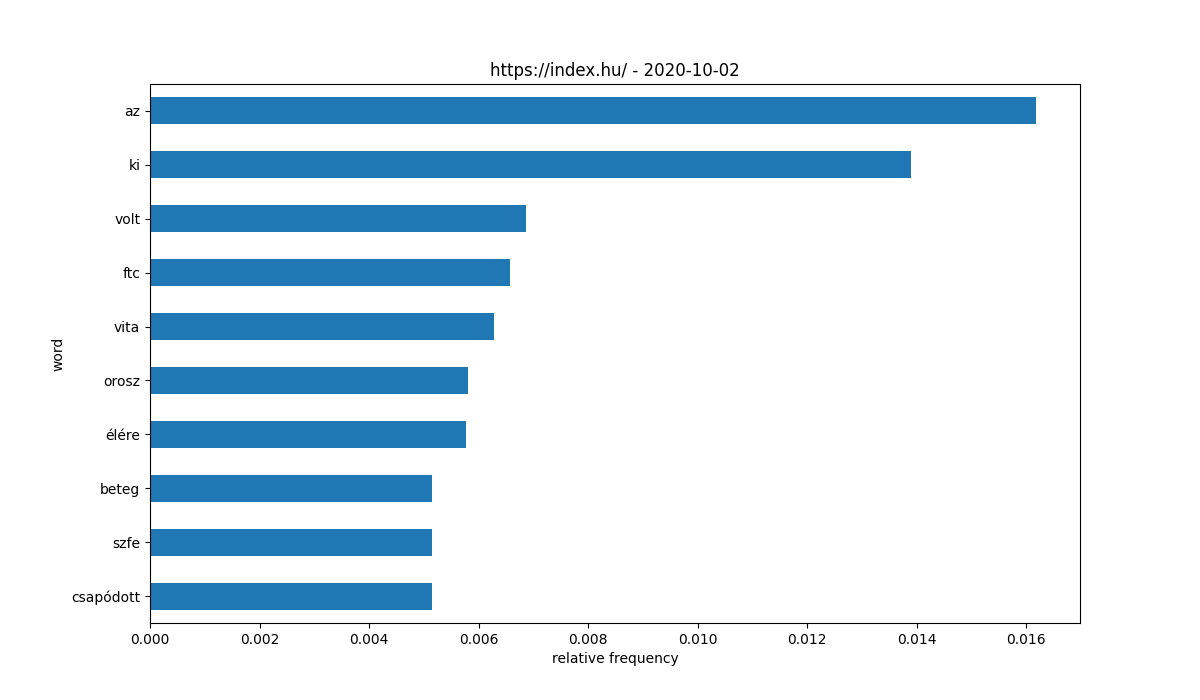 https://index.hu/ - 2020-10-02
az
ki
volt
ftc
vita
orosz
élére
beteg
szfe
csapódott
word
0.000 0.002 0.004 0.006 0.008 0.010 0.012 0.014 0.016
relative frequency